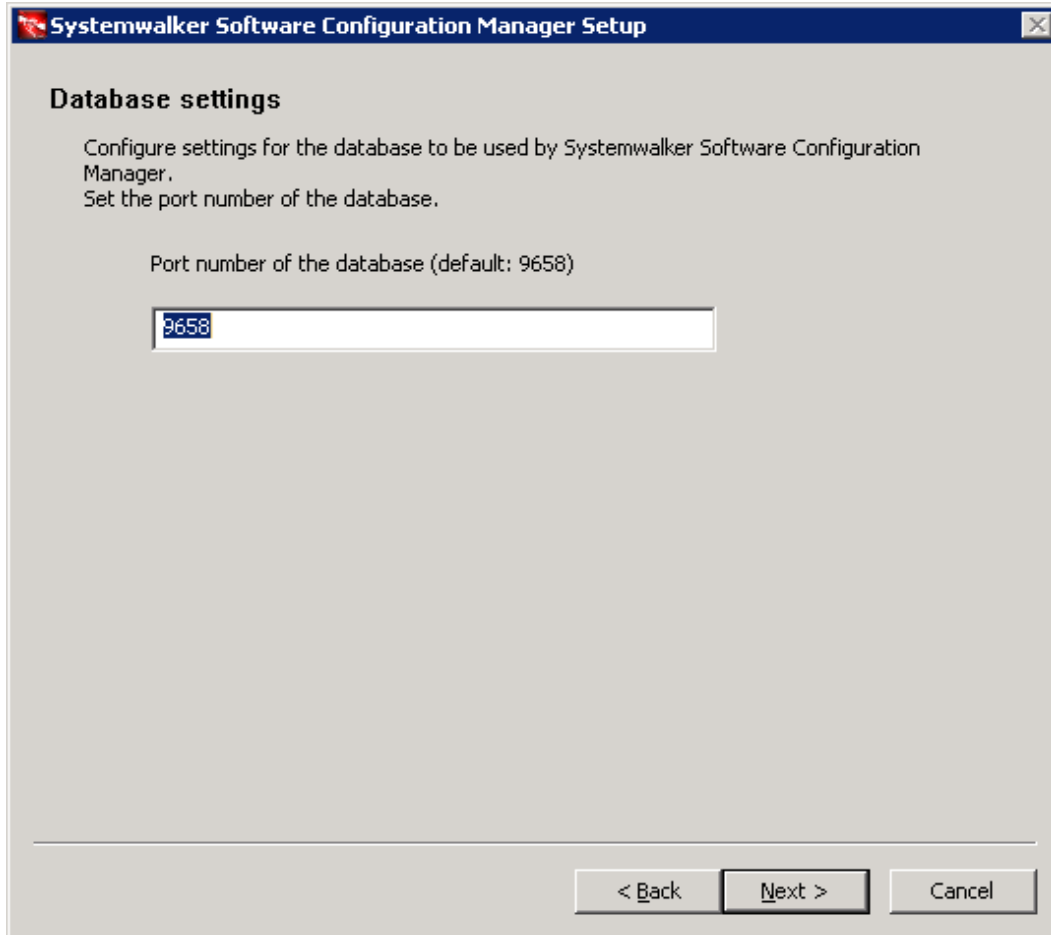 Systemwalker Software Configuration Manager Setup
Database settings
Configure settings for the database to be used by Systemwalker Software Configuration
Manager.
Set the port number of the database.
Port number of the database (default: 9658)
9658
< Back
Next >
Cancel